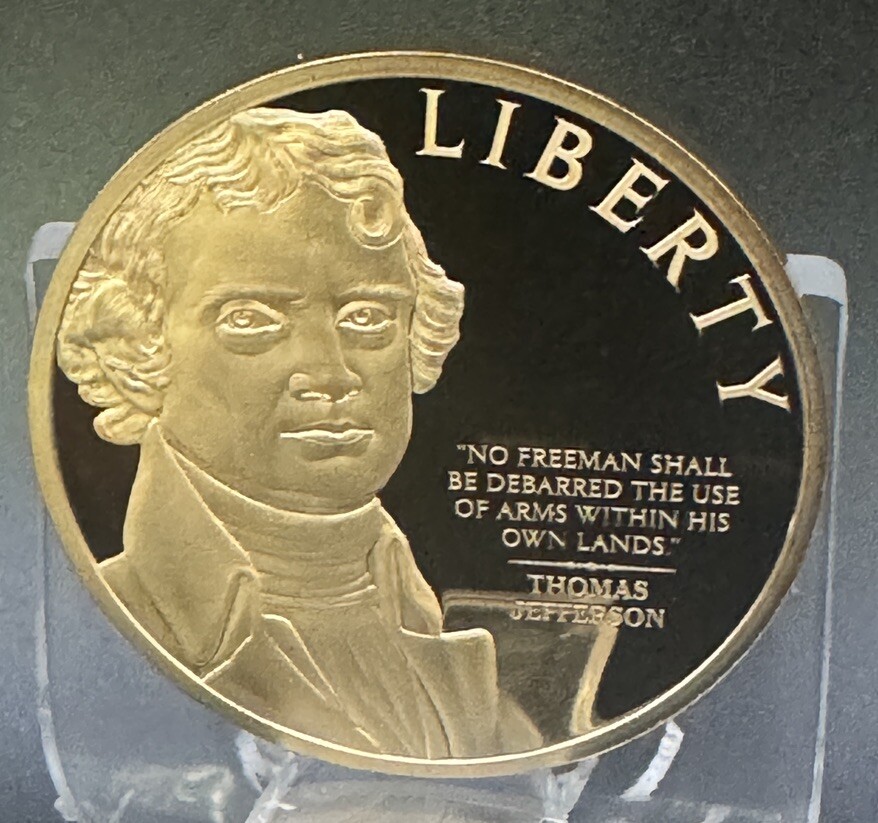 LIBERTY
"NO FREEMAN SHALL
BE DEBARRED THE USE
OF ARMS WITHIN HIS
OWN LANDS."
THOMAS
JEFFERSON